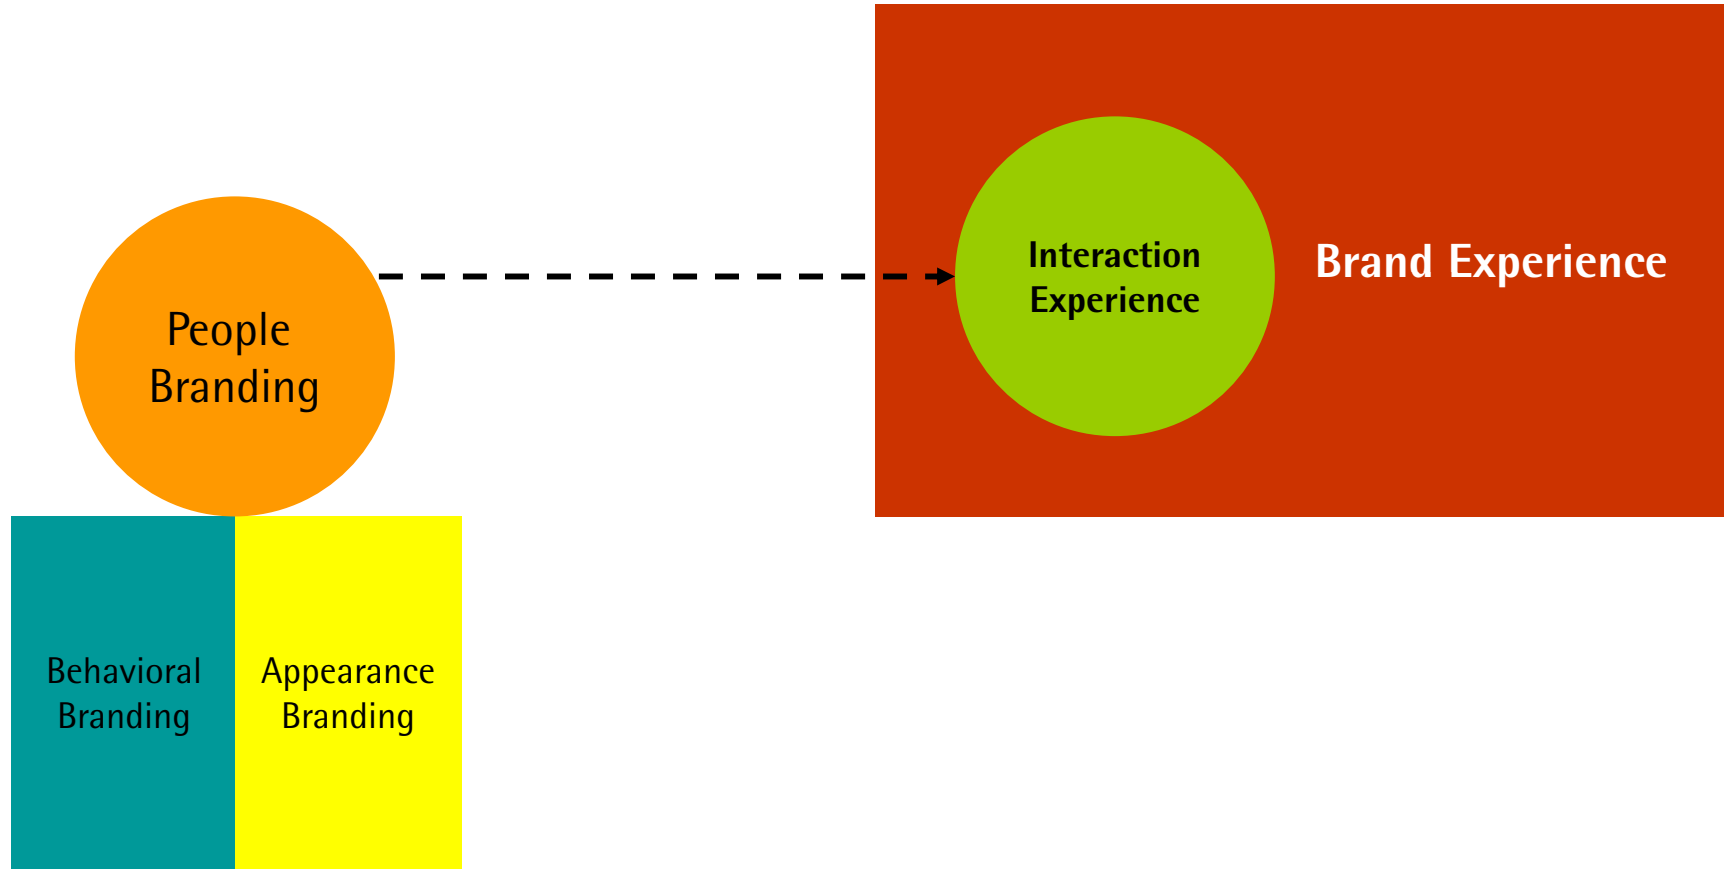 People
Branding
Behavioral
Branding
Appearance
Branding
Interaction
Experience
Brand Experience